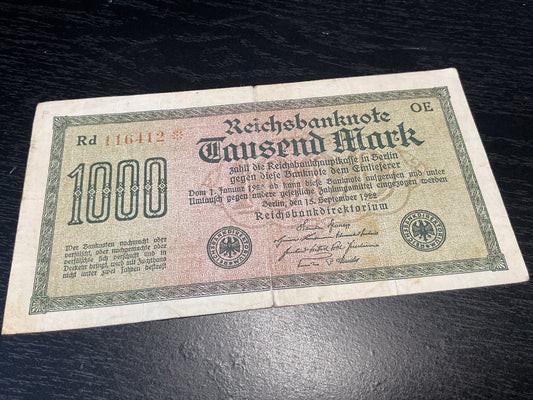 Reichsbanknote
OE
Rd 116412 *
Tausend Mark
1000
zahlt die Reichsbankhauptkasse in Berlin
gegen diese Banknote dem Einlieferer
Vom 1. Januar 1923 ab kann diese Banknote aufgerufen und unter
Umtausch gegen andere gesetzliche Zahlungsmittel eingezogen werden
Berlin, den 15. September 1922
Reichsbankdirektorium
Wer Banknoten nachmacht oder
verfälscht, oder nachgemachte oder
verfälschte sich verschafft und in
Verkehr bringt, wird mit Zuchthaus
nicht unter zwei Jahren bestraft